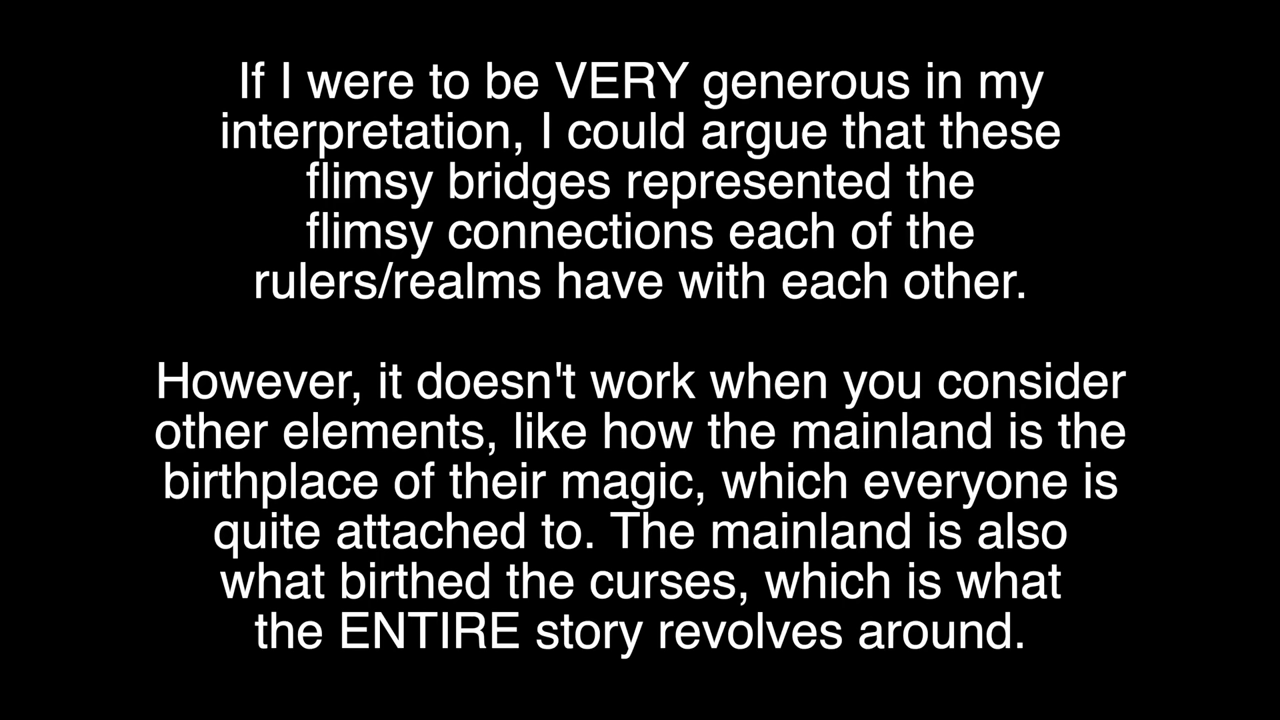 If I were to be VERY generous in my
interpretation, I could argue that these
flimsy bridges represented the
flimsy connections each of the
rulers/realms have with each other.
However, it doesn't work when you consider
other elements, like how the mainland is the
birthplace of their magic, which everyone is
quite attached to. The mainland is also
what birthed the curses, which is what
the ENTIRE story revolves around.